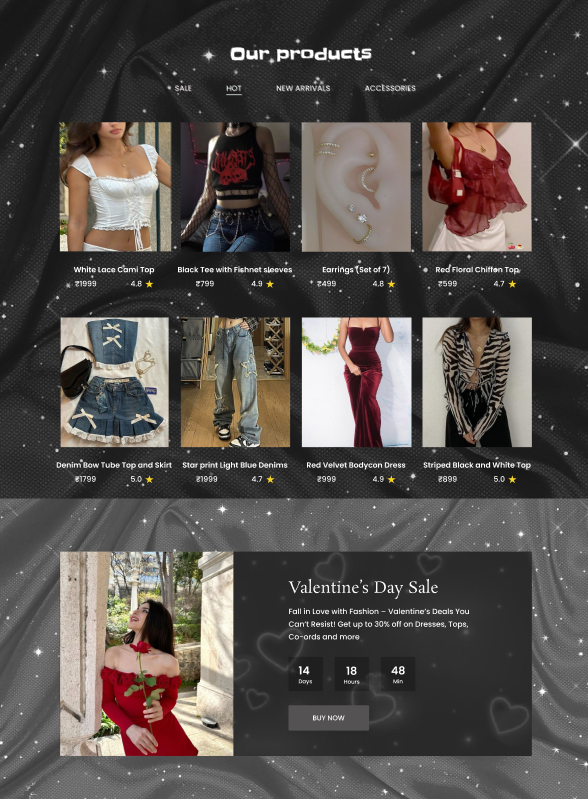 Our products
SALE HOT NEW ARRIVALS ACCESSORIES
White Lace Cami Top
₹1999 4.8
Black Tee with Fishnet sleeves
₹799 4.9
Earrings (Set of 7)
₹499 4.8
Red Floral Chiffon Top
₹599 4.7
Denim Bow Tube Top and Skirt
₹1799 5.0
Star print Light Blue Denims
₹1999 4.7
Red Velvet Bodycon Dress
₹999 4.9
Striped Black and White Top
₹899 5.0
Valentine's Day Sale
Fall in Love with Fashion – Valentine's Deals You
Can't Resist! Get up to 30% off on Dresses, Tops,
Co-ords and more
14 18 48
Days Hours Min
BUY NOW